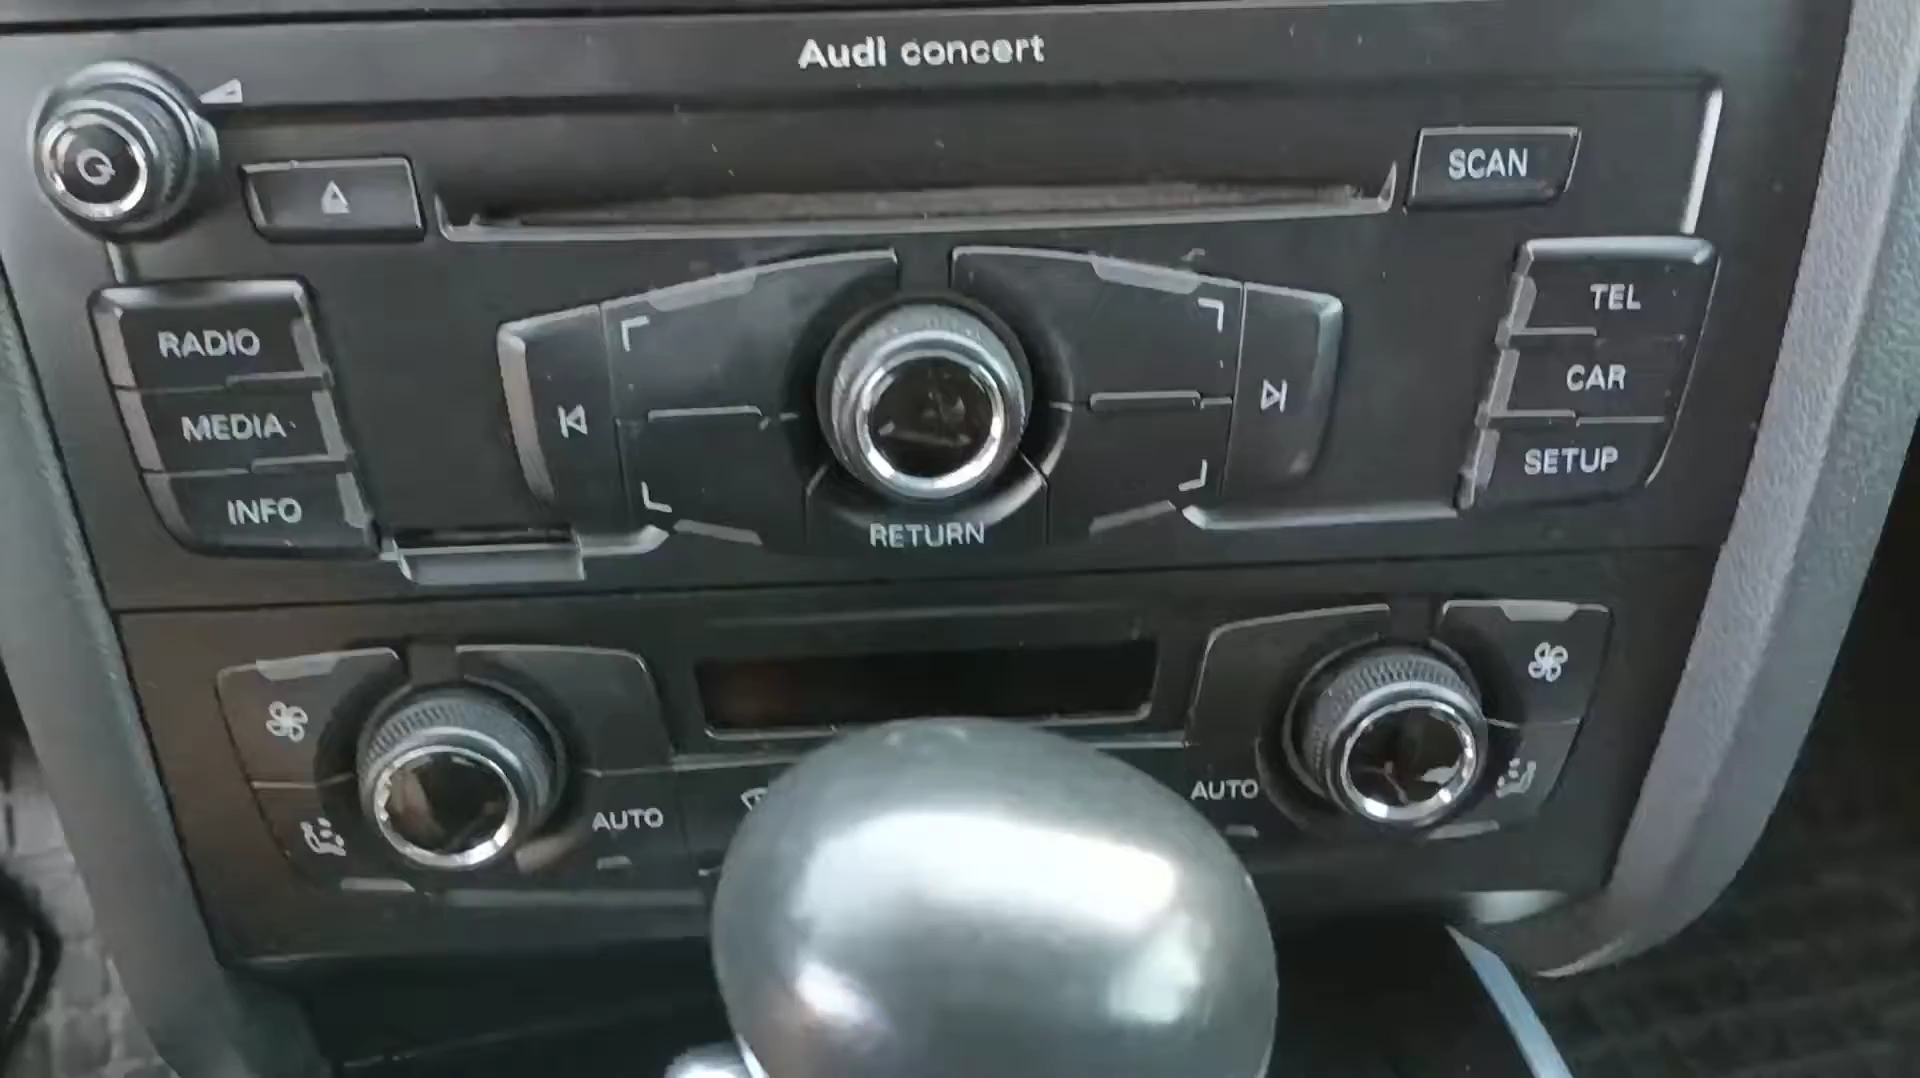 Audi concert
SCAN
RADIO
MEDIA
INFO
TEL
CAR
SETUP
RETURN
AUTO
AUTO